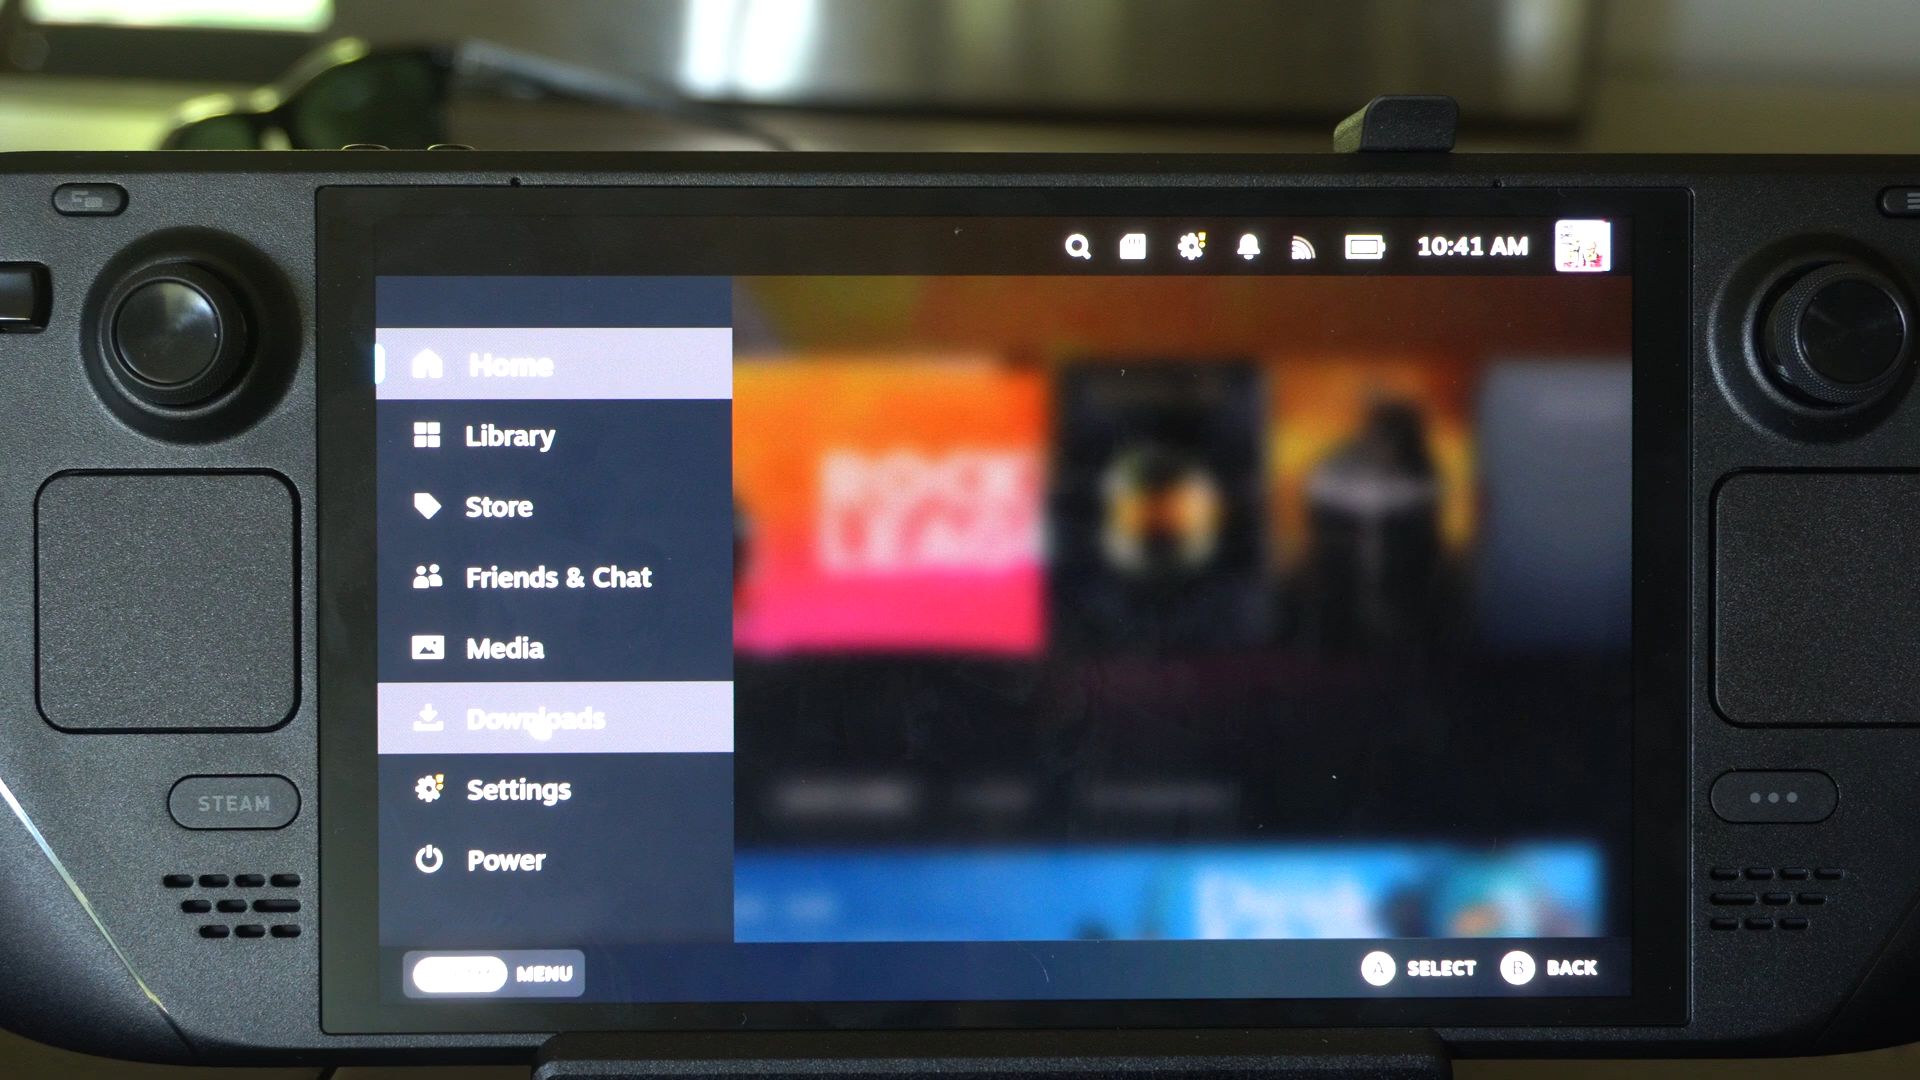 10:41 AM
Home
Library
Store
Friends & Chat
Media
Downloads
Settings
Power
STEAM
MENU
A SELECT B BACK